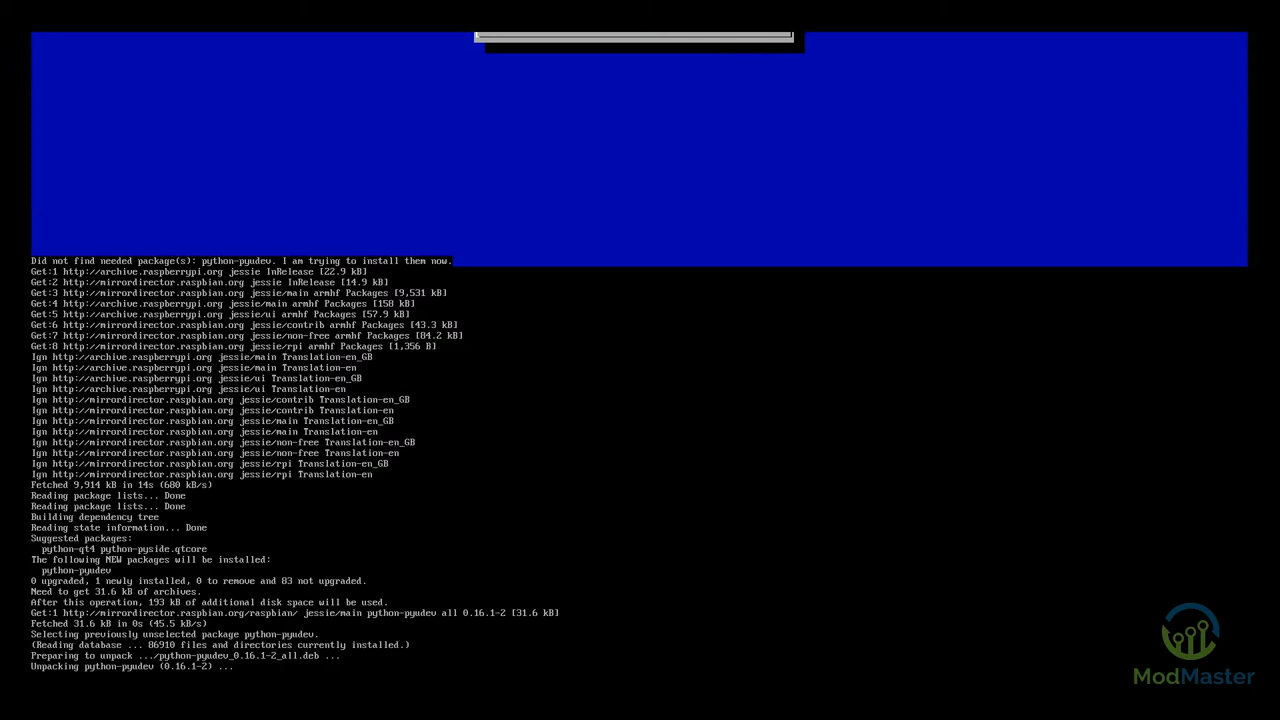 Did not find needed package(s): python-pyudev. I am trying to install them now.
Get:1 http://archive.raspberrypi.org jessie InRelease [22.9 kB]
Get:2 http://mirrordirector.raspbian.org jessie InRelease [14.9 kB]
Get:3 http://mirrordirector.raspbian.org jessie/main armhf Packages [9,531 kB]
Get:4 http://archive.raspberrypi.org jessie/main armhf Packages [158 kB]
Get:5 http://archive.raspberrypi.org jessie/ui armhf Packages [57.9 kB]
Get:6 http://mirrordirector.raspbian.org jessie/contrib armhf Packages [43.3 kB]
Get:7 http://mirrordirector.raspbian.org jessie/non-free armhf Packages [84.2 kB]
Get:8 http://mirrordirector.raspbian.org jessie/rpi armhf Packages [1,356 B]
Ign http://archive.raspberrypi.org jessie/main Translation-en_GB
Ign http://archive.raspberrypi.org jessie/main Translation-en
Ign http://archive.raspberrypi.org jessie/ui Translation-en_GB
Ign http://archive.raspberrypi.org jessie/ui Translation-en
Ign http://mirrordirector.raspbian.org jessie/contrib Translation-en_GB
Ign http://mirrordirector.raspbian.org jessie/contrib Translation-en
Ign http://mirrordirector.raspbian.org jessie/main Translation-en_GB
Ign http://mirrordirector.raspbian.org jessie/main Translation-en
Ign http://mirrordirector.raspbian.org jessie/non-free Translation-en_GB
Ign http://mirrordirector.raspbian.org jessie/non-free Translation-en
Ign http://mirrordirector.raspbian.org jessie/rpi Translation-en_GB
Ign http://mirrordirector.raspbian.org jessie/rpi Translation-en
Fetched 9,914 kB in 14s (680 kB/s)
Reading package lists... Done
Reading package lists... Done
Building dependency tree
Reading state information... Done
Suggested packages:
python-qt4 python-pyside.qtcore
The following NEW packages will be installed:
python-pyudev
0 upgraded, 1 newly installed, 0 to remove and 83 not upgraded.
Need to get 31.6 kB of archives.
After this operation, 193 kB of additional disk space will be used.
Get:1 http://mirrordirector.raspbian.org/raspbian/ jessie/main python-pyudev all 0.16.1-2 [31.6 kB]
Fetched 31.6 kB in 0s (45.5 kB/s)
Selecting previously unselected package python-pyudev.
(Reading database ... 86910 files and directories currently installed.)
Preparing to unpack .../python-pyudev_0.16.1-2_all.deb ...
Unpacking python-pyudev (0.16.1-2) ...
ModMaster